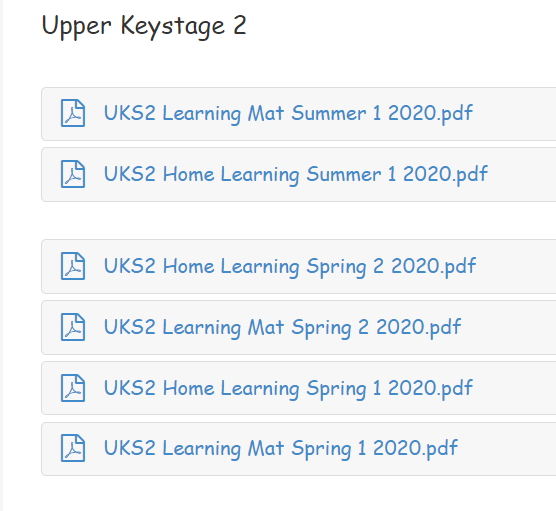 Upper Keystage 2
UKS2 Learning Mat Summer 1 2020.pdf
UKS2 Home Learning Summer 1 2020.pdf
UKS2 Home Learning Spring 2 2020.pdf
UKS2 Learning Mat Spring 2 2020.pdf
UKS2 Home Learning Spring 1 2020.pdf
UKS2 Learning Mat Spring 1 2020.pdf